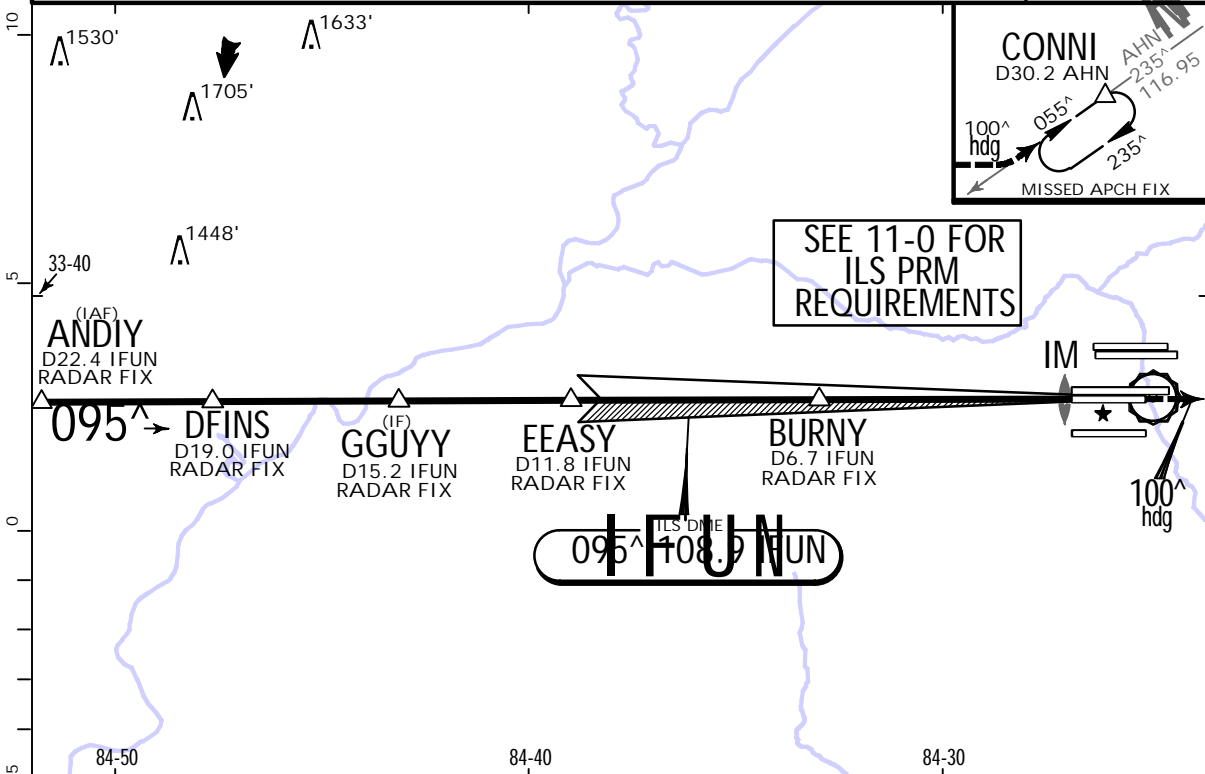 10
1530'
1633'
1705'
1448'
CONNI
D30.2 AHN
AHN
235^
116.95
055^
100^
hdg
235^
MISSED APCH FIX
SEE 11-0 FOR
ILS PRM
REQUIREMENTS
5
33-40
(IAF)
ANDIY
D22.4 IFUN
RADAR FIX
095^
DFINS
D19.0 IFUN
RADAR FIX
(IF)
GGUYY
D15.2 IFUN
RADAR FIX
EEASY
D11.8 IFUN
RADAR FIX
BURNY
D6.7 IFUN
RADAR FIX
IM
100^
hdg
0
ILS DME
095^ 108.9 IFUN
I F U N
5
84-50
84-40
84-30